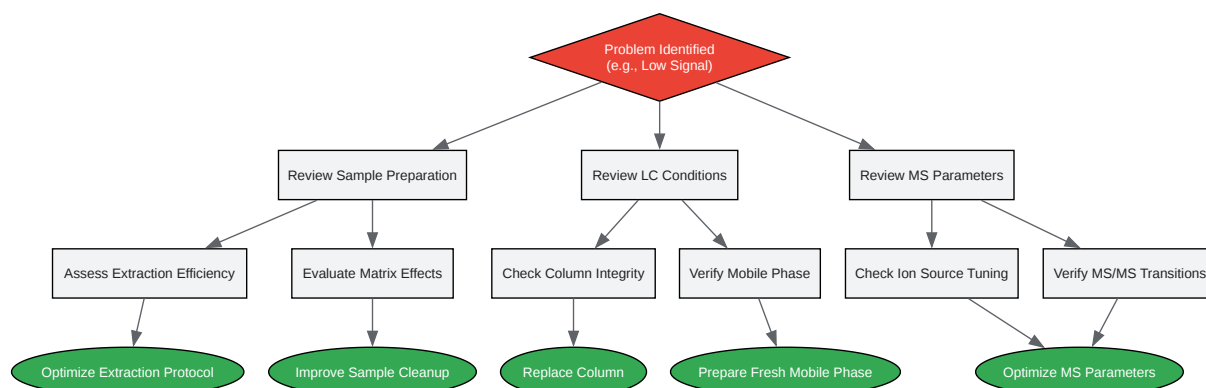 Problem Identified
(e.g., Low Signal)
Review Sample Preparation
Review LC Conditions
Review MS Parameters
Assess Extraction Efficiency
Evaluate Matrix Effects
Check Column Integrity
Verify Mobile Phase
Check Ion Source Tuning
Verify MS/MS Transitions
Optimize Extraction Protocol
Improve Sample Cleanup
Replace Column
Prepare Fresh Mobile Phase
Optimize MS Parameters